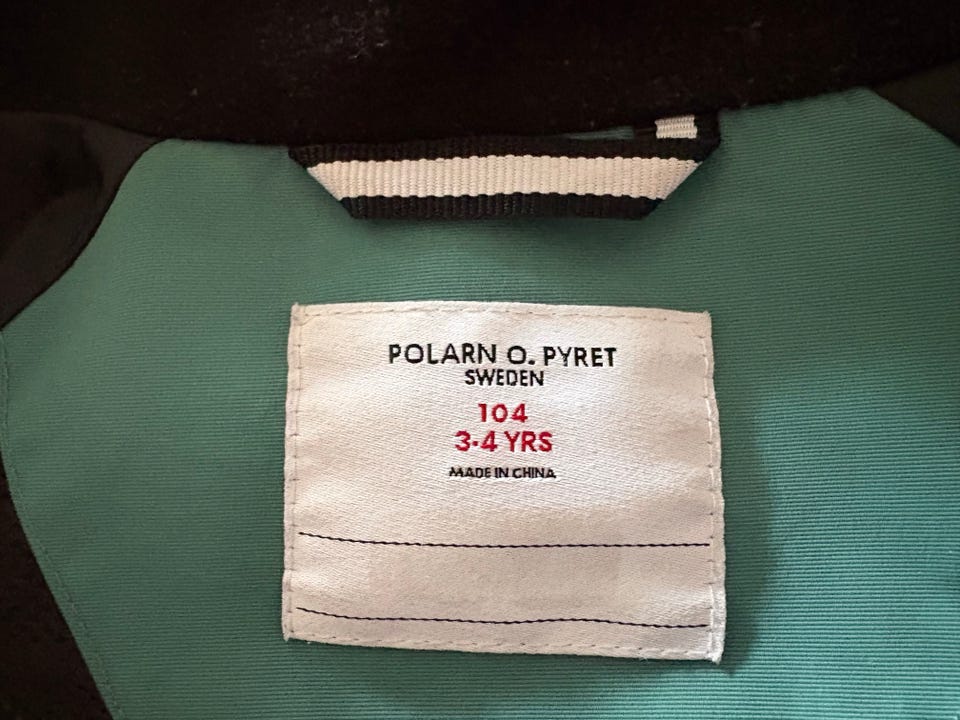 POLARN O. PYRET
SWEDEN
104
3-4 YRS
MADE IN CHINA